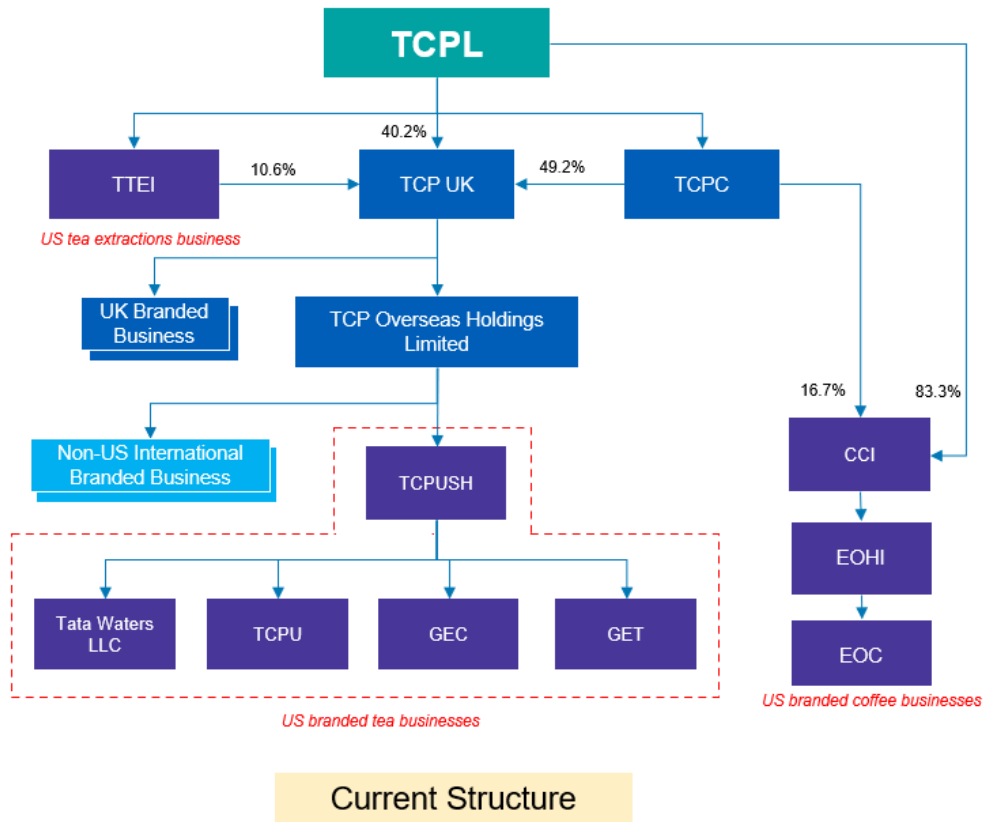 TCPL
40.2%
TTEI
10.6%
TCP UK
49.2%
TCPC
US tea extractions business
UK Branded
Business
TCP Overseas Holdings
Limited
16.7%
83.3%
Non-US International
Branded Business
TCPUSH
CCI
EOHI
Tata Waters
LLC
TCPU
GEC
GET
EOC
US branded tea businesses
US branded coffee businesses
Current Structure